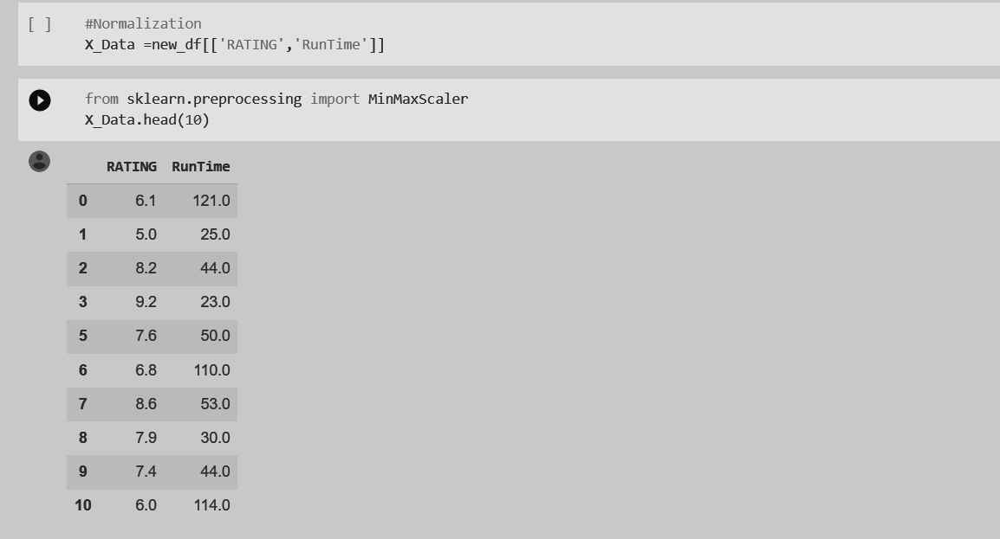 [ ] #Normalization
X_Data =new_df[['RATING','RunTime']]
from sklearn.preprocessing import MinMaxScaler
X_Data.head(10)
RATING RunTime
0 6.1 121.0
1 5.0 25.0
2 8.2 44.0
3 9.2 23.0
5 7.6 50.0
6 6.8 110.0
7 8.6 53.0
8 7.9 30.0
9 7.4 44.0
10 6.0 114.0